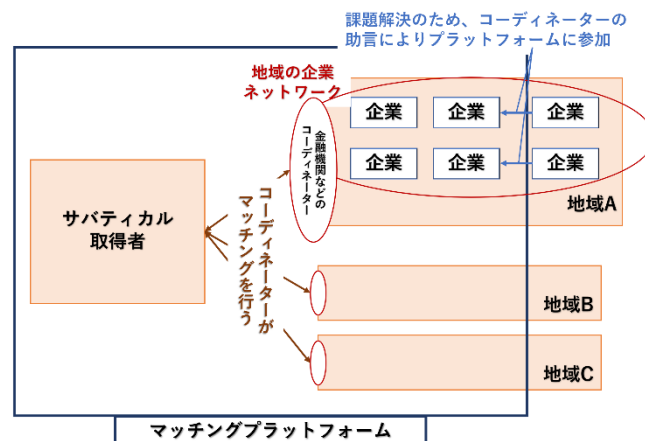 課題解決のため、コーディネーターの
助言によりプラットフォームに参加
地域の企業
ネットワーク
企業 企業 企業
企業 企業 企業
金融機関などの
コーディネーター
地域A
サバティカル
取得者
コーディネーターが
マッチングを行う
地域B
地域C
マッチングプラットフォーム